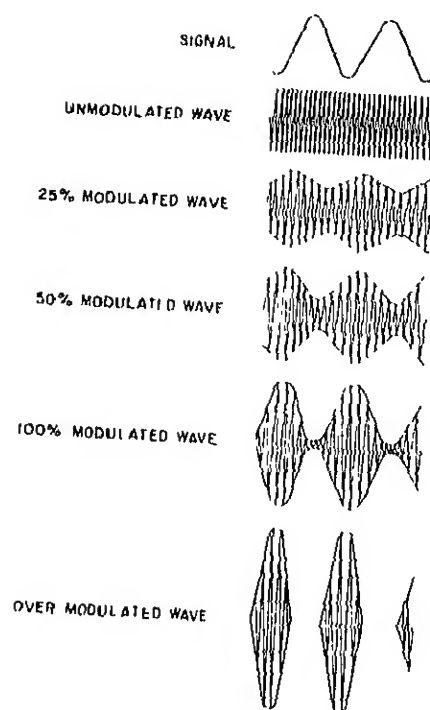 SIGNAL
UNMODULATED WAVE
25% MODULATED WAVE
50% MODULATED WAVE
100% MODULATED WAVE
OVER MODULATED WAVE